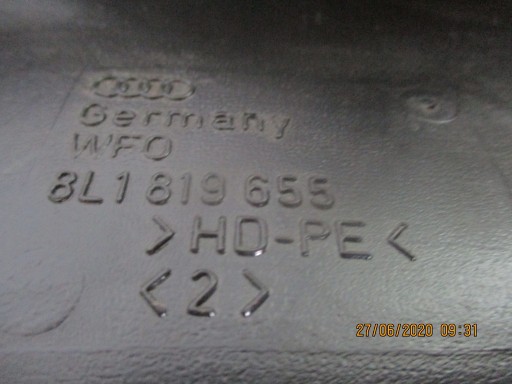 Germany
WFO
8L1 819 655
>HD-PE<
<2>
27/06/2020 09:31